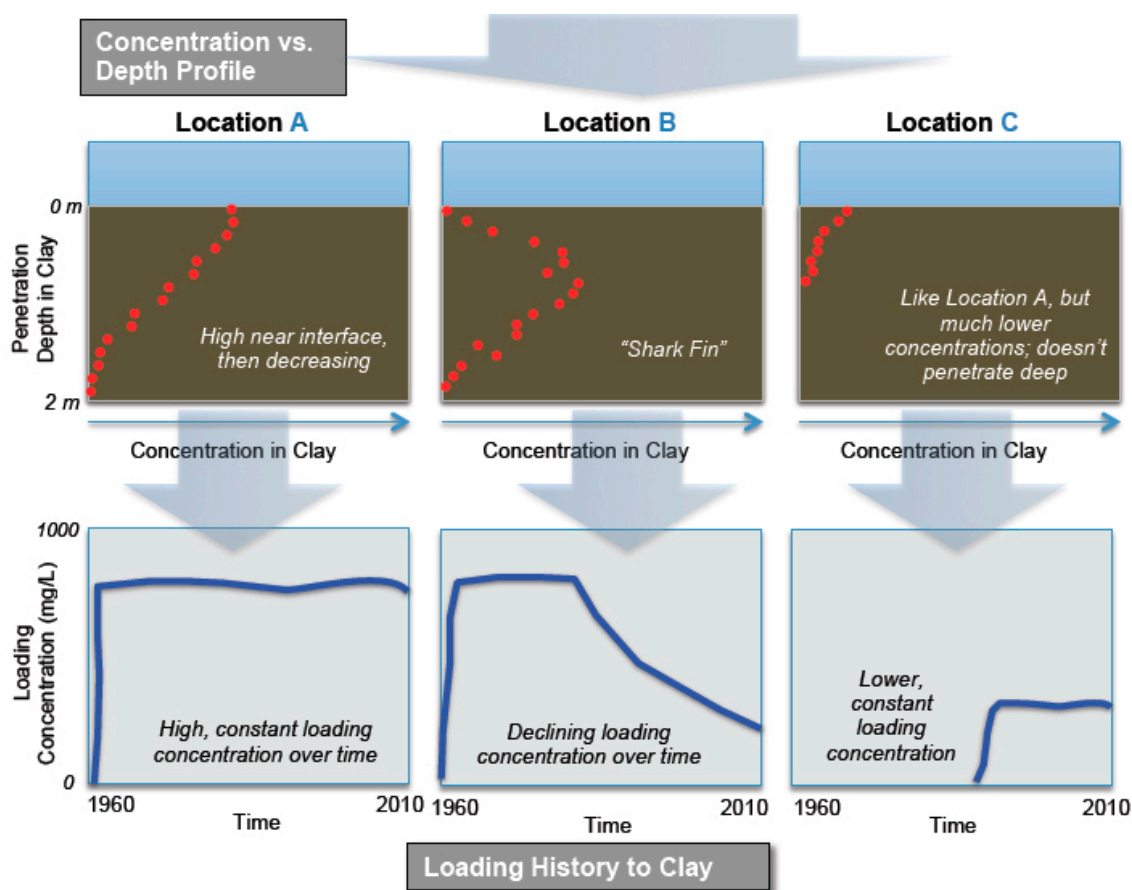 Concentration vs.
Depth Profile
Location A
Location B
Location C
0 m
Penetration
Depth in Clay
2 m
High near interface,
then decreasing
“Shark Fin”
Like Location A, but
much lower
concentrations; doesn’t
penetrate deep
Concentration in Clay
Concentration in Clay
Concentration in Clay
1000
Loading
Concentration (mg/L)
0
High, constant loading
concentration over time
Declining loading
concentration over time
Lower,
constant
loading
concentration
1960
2010
Time
1960
2010
Time
1960
2010
Time
Loading History to Clay